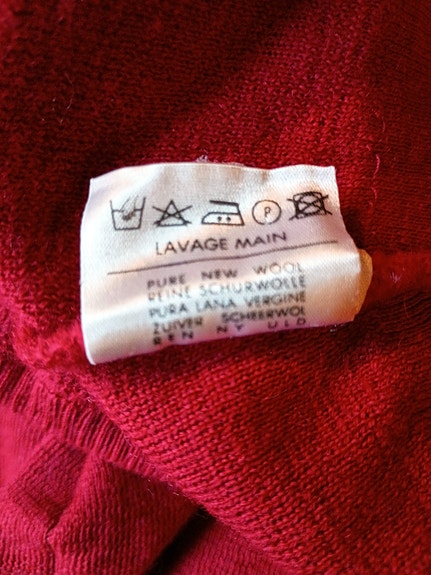 P
LAVAGE MAIN
PURE NEW WOOL
REINE SCHURWOLLE
PURA LANA VERGINE
ZUIVER SCHEERWOL
REN NY ULD